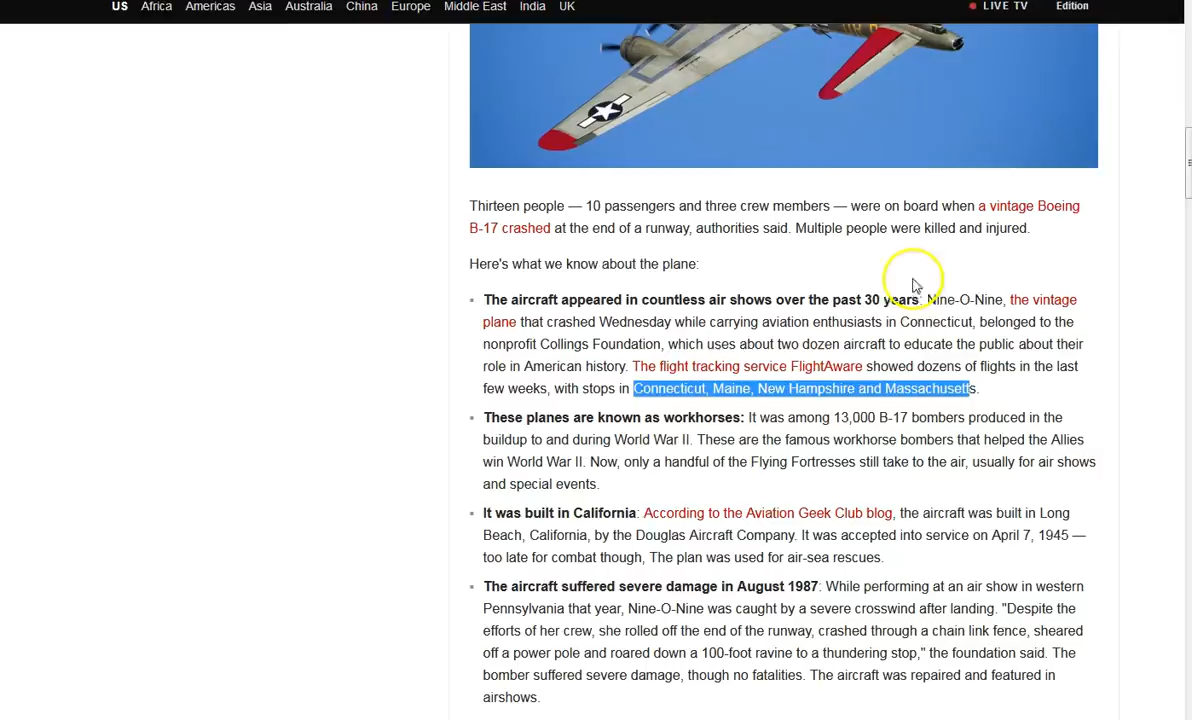 US Africa Americas Asia Australia China Europe Middle East India UK LIVE TV Edition
Thirteen people — 10 passengers and three crew members — were on board when a vintage Boeing
B-17 crashed at the end of a runway, authorities said. Multiple people were killed and injured.
Here's what we know about the plane:
The aircraft appeared in countless air shows over the past 30 years: Nine-O-Nine, the vintage
plane that crashed Wednesday while carrying aviation enthusiasts in Connecticut, belonged to the
nonprofit Collings Foundation, which uses about two dozen aircraft to educate the public about their
role in American history. The flight tracking service FlightAware showed dozens of flights in the last
few weeks, with stops in Connecticut, Maine, New Hampshire and Massachusetts.
These planes are known as workhorses: It was among 13,000 B-17 bombers produced in the
buildup to and during World War II. These are the famous workhorse bombers that helped the Allies
win World War II. Now, only a handful of the Flying Fortresses still take to the air, usually for air shows
and special events.
It was built in California: According to the Aviation Geek Club blog, the aircraft was built in Long
Beach, California, by the Douglas Aircraft Company. It was accepted into service on April 7, 1945 —
too late for combat though, The plan was used for air-sea rescues.
The aircraft suffered severe damage in August 1987: While performing at an air show in western
Pennsylvania that year, Nine-O-Nine was caught by a severe crosswind after landing. "Despite the
efforts of her crew, she rolled off the end of the runway, crashed through a chain link fence, sheared
off a power pole and roared down a 100-foot ravine to a thundering stop," the foundation said. The
bomber suffered severe damage, though no fatalities. The aircraft was repaired and featured in
airshows.